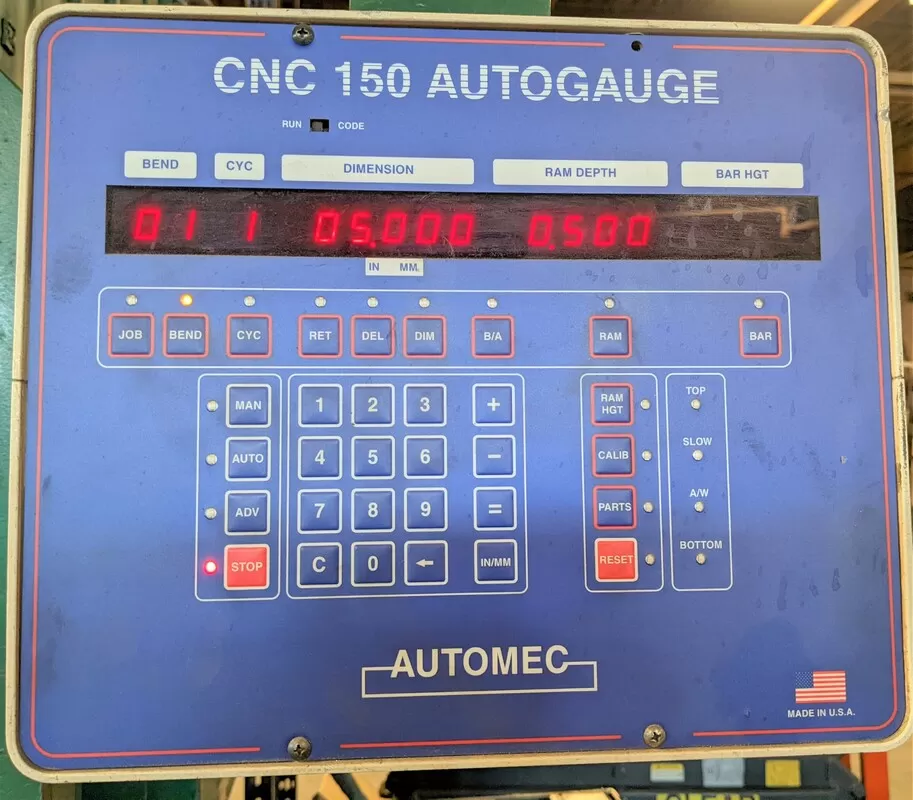 CNC 150 AUTOGAUGE
RUN CODE
BEND CYC DIMENSION RAM DEPTH BAR HGT
01 1 05.000 0.500
IN MM
JOB BEND CYC RET DEL DIM B/A RAM BAR
MAN 1 2 3 + RAM HGT TOP
AUTO 4 5 6 - CALIB SLOW
ADV 7 8 9 = PARTS A/W
STOP C 0 ← IN/MM RESET BOTTOM
AUTOMEC
MADE IN U.S.A.